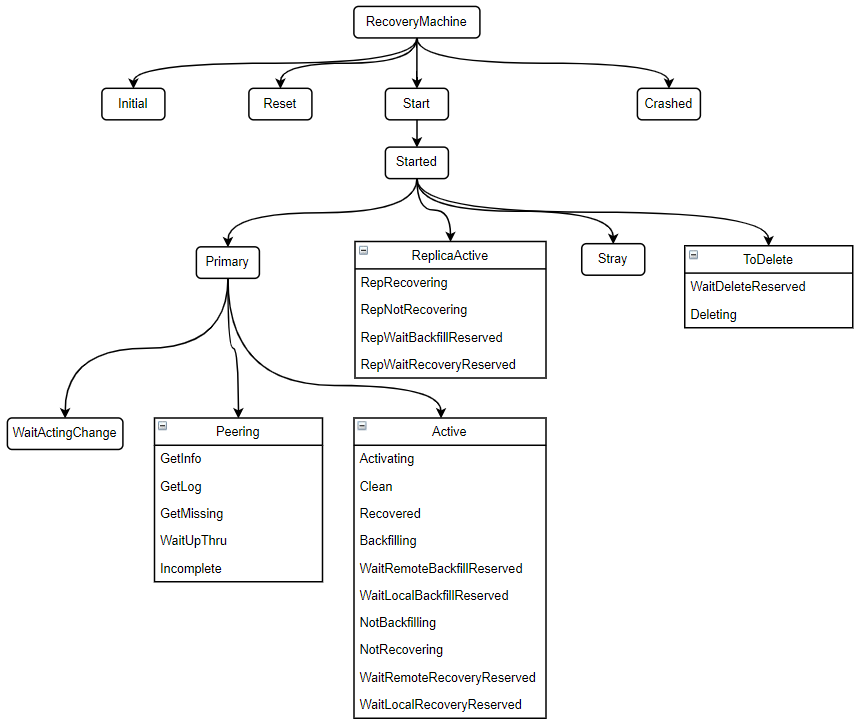 RecoveryMachine
Initial
Reset
Start
Crashed
Started
Primary
ReplicaActive
RepRecovering
RepNotRecovering
RepWaitBackfillReserved
RepWaitRecoveryReserved
Stray
ToDelete
WaitDeleteReserved
Deleting
WaitActingChange
Peering
GetInfo
GetLog
GetMissing
WaitUpThru
Incomplete
Active
Activating
Clean
Recovered
Backfilling
WaitRemoteBackfillReserved
WaitLocalBackfillReserved
NotBackfilling
NotRecovering
WaitRemoteRecoveryReserved
WaitLocalRecoveryReserved